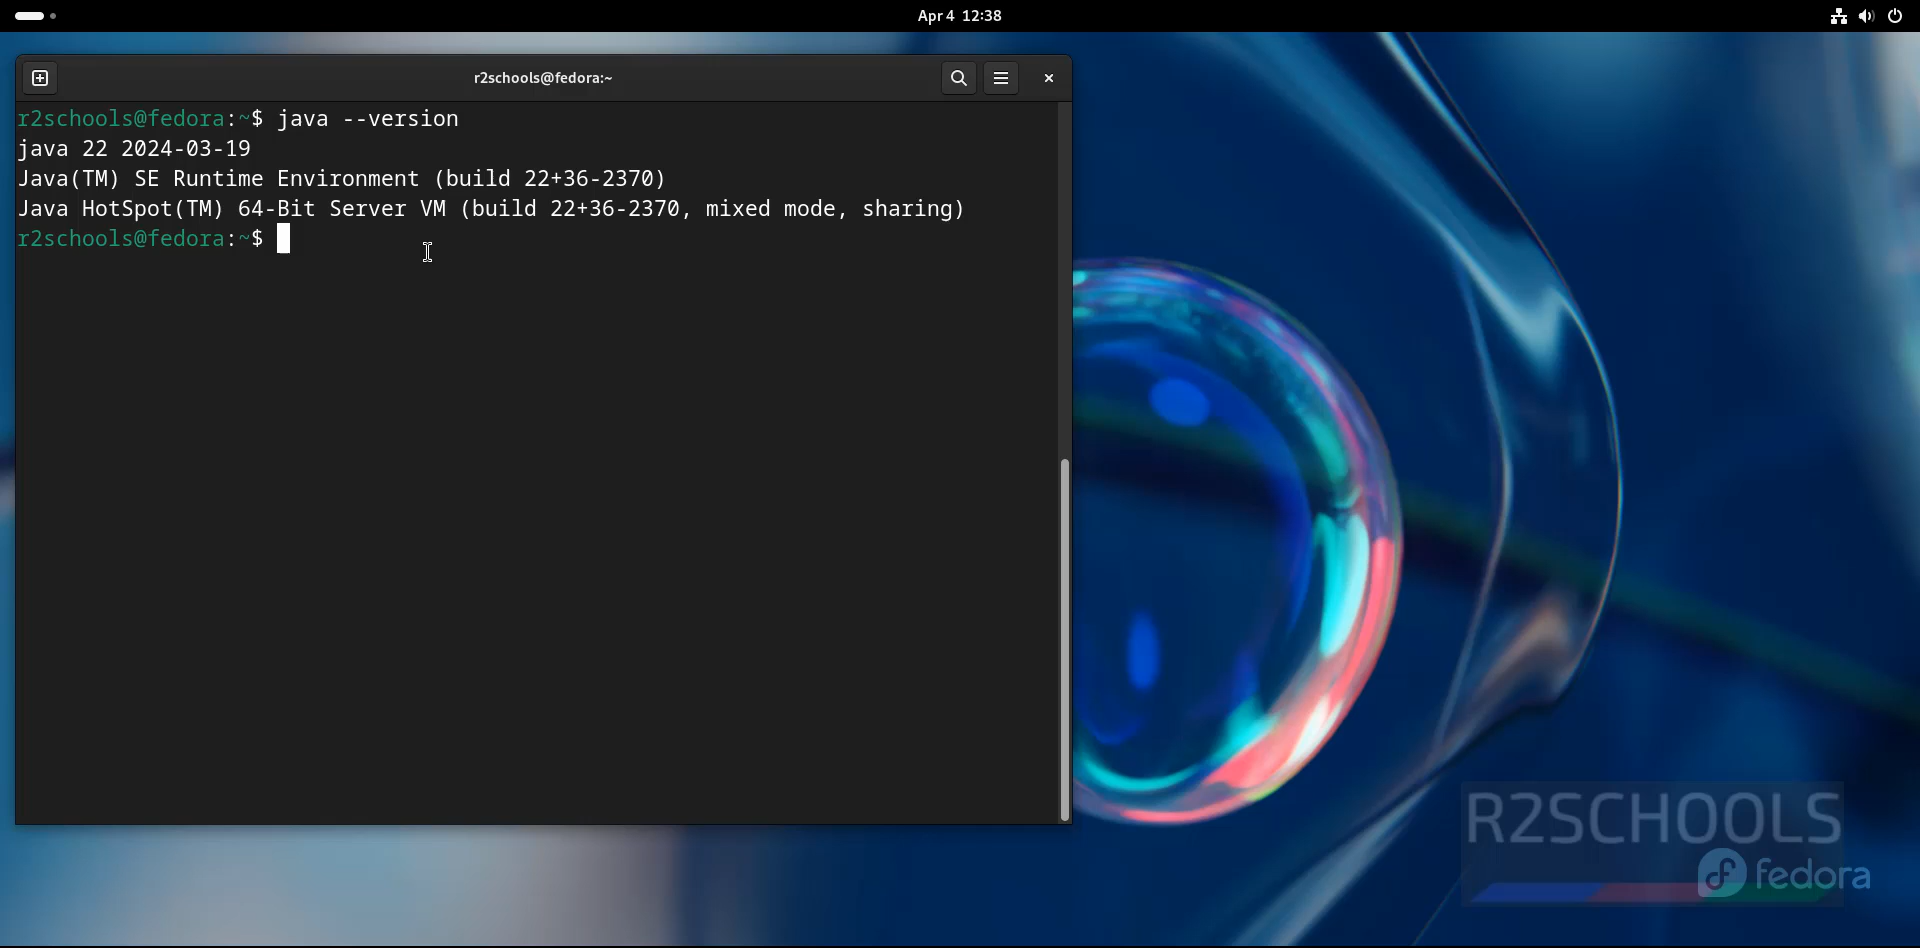 Apr 4 12:38
r2schools@fedora:~
r2schools@fedora:~$ java --version
java 22 2024-03-19
Java(TM) SE Runtime Environment (build 22+36-2370)
Java HotSpot(TM) 64-Bit Server VM (build 22+36-2370, mixed mode, sharing)
r2schools@fedora:~$
R2SCHOOLS
fedora